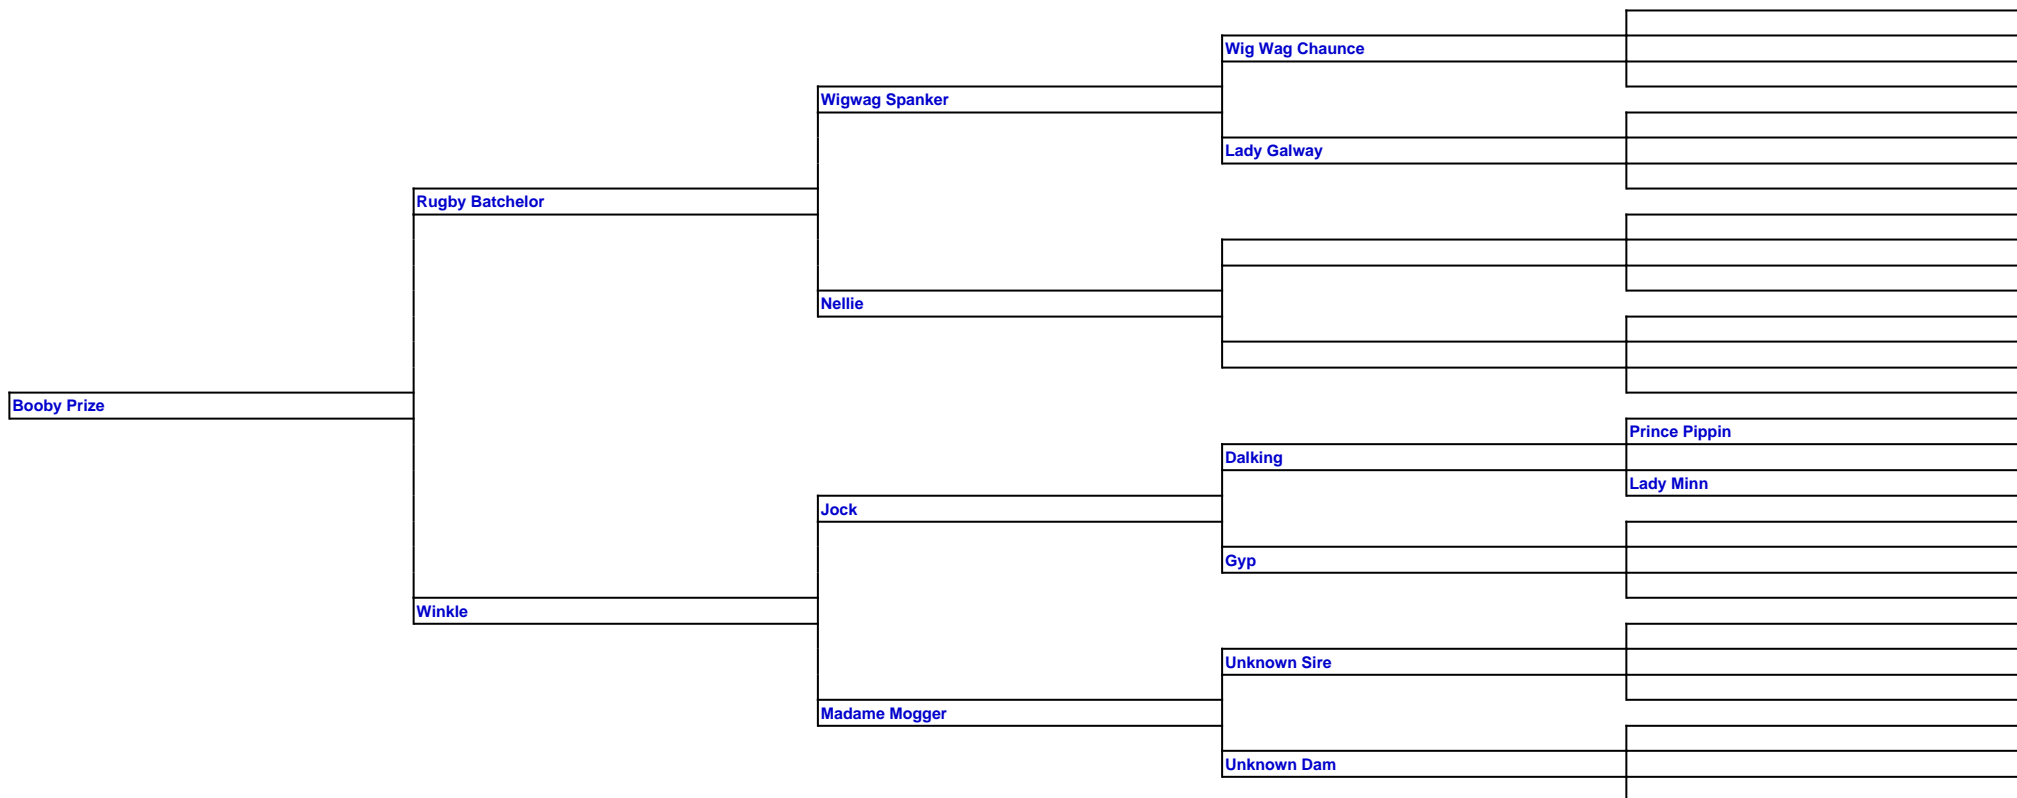 Wig Wag Chaunce
Wigwag Spanker
Lady Galway
Rugby Batchelor
Nellie
Booby Prize
Prince Pippin
Dalking
Lady Minn
Jock
Gyp
Winkle
Unknown Sire
Madame Mogger
Unknown Dam